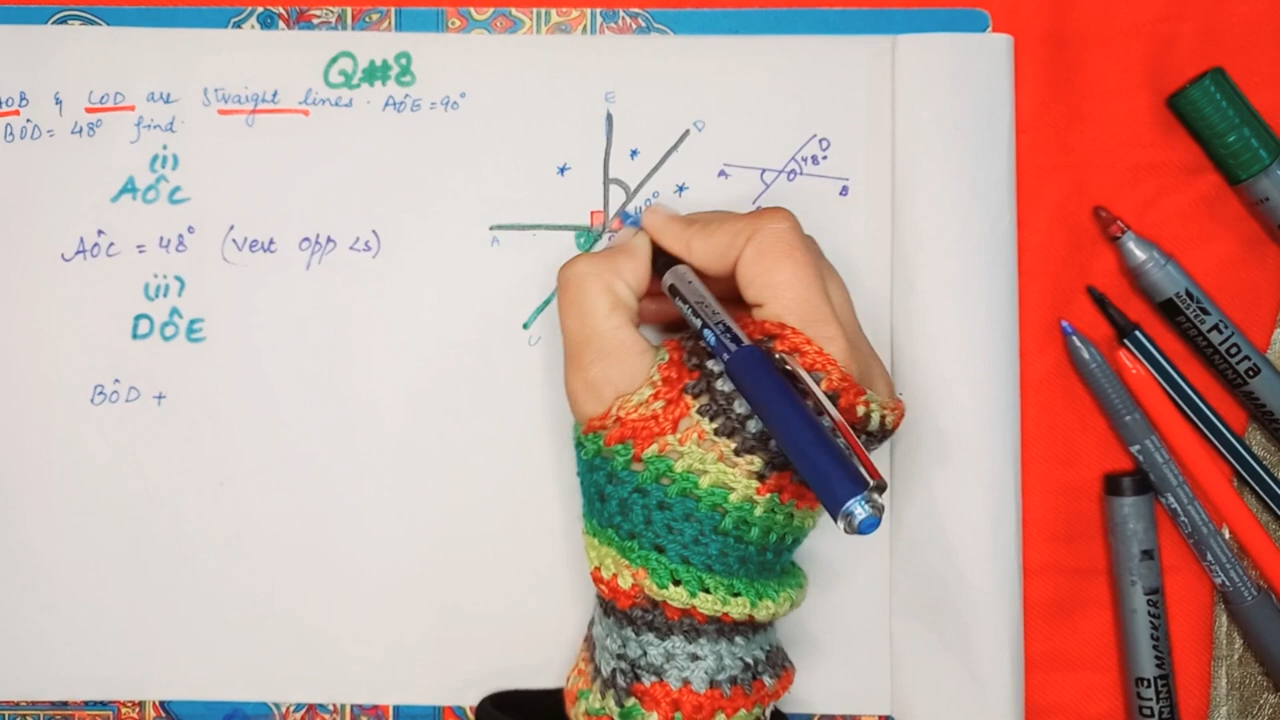 Q#8
AOB & COD are straight lines. AÔE = 90°
BÔD = 48° find
(i)
AÔC
AÔC = 48° (vert opp ∠s)
(ii)
DÔE
BÔD +
E
D
A
48°
D
48°
A
O
B
MASTER Flora
PERMANENT MARKER